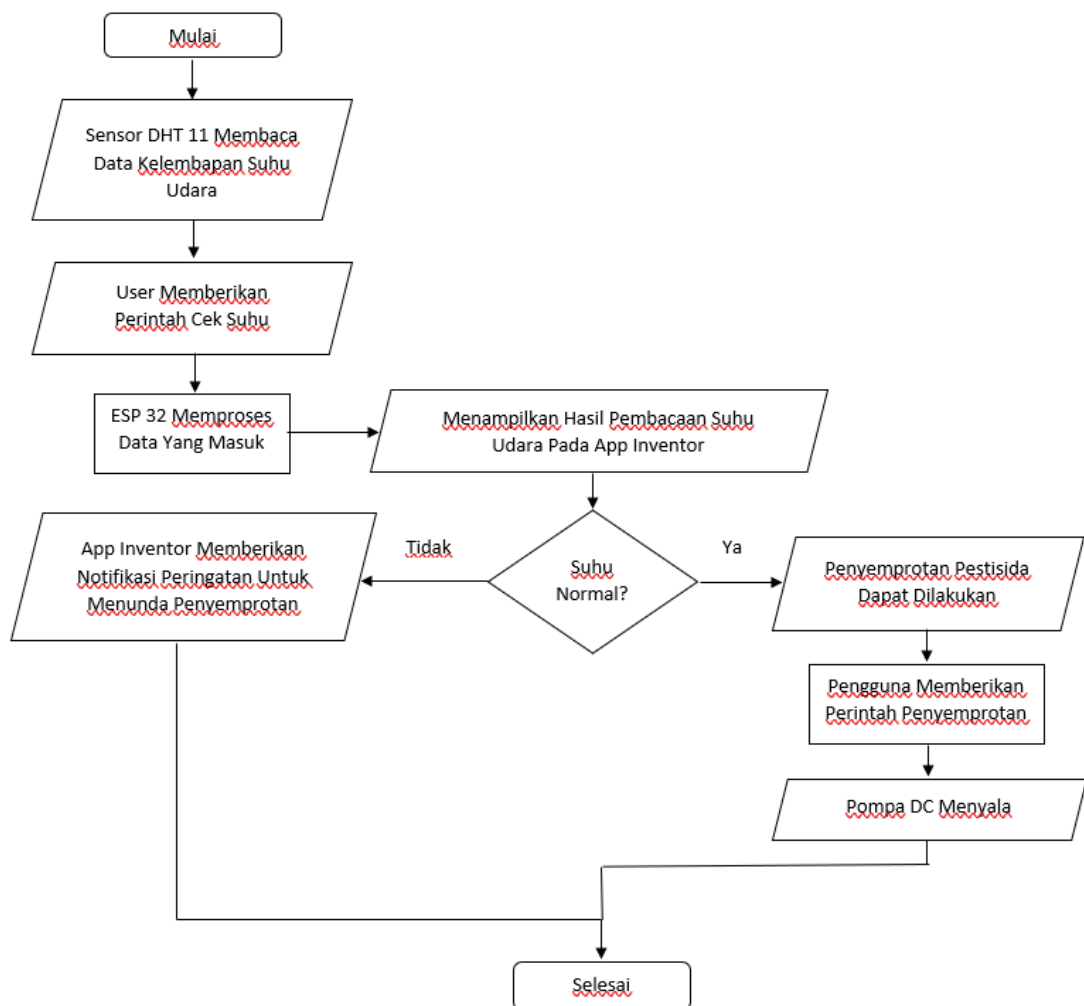 Mulai
Sensor DHT 11 Membaca
Data Kelembapan Suhu
Udara
User Memberikan
Perintah Cek Suhu
ESP 32 Memproses
Data Yang Masuk
Menampilkan Hasil Pembacaan Suhu
Udara Pada App Inventor
Suhu
Normal?
Tidak
App Inventor Memberikan
Notifikasi Peringatan Untuk
Menunda Penyemprotan
Ya
Penyemprotan Pestisida
Dapat Dilakukan
Pengguna Memberikan
Perintah Penyemprotan
Pompa DC Menyala
Selesai